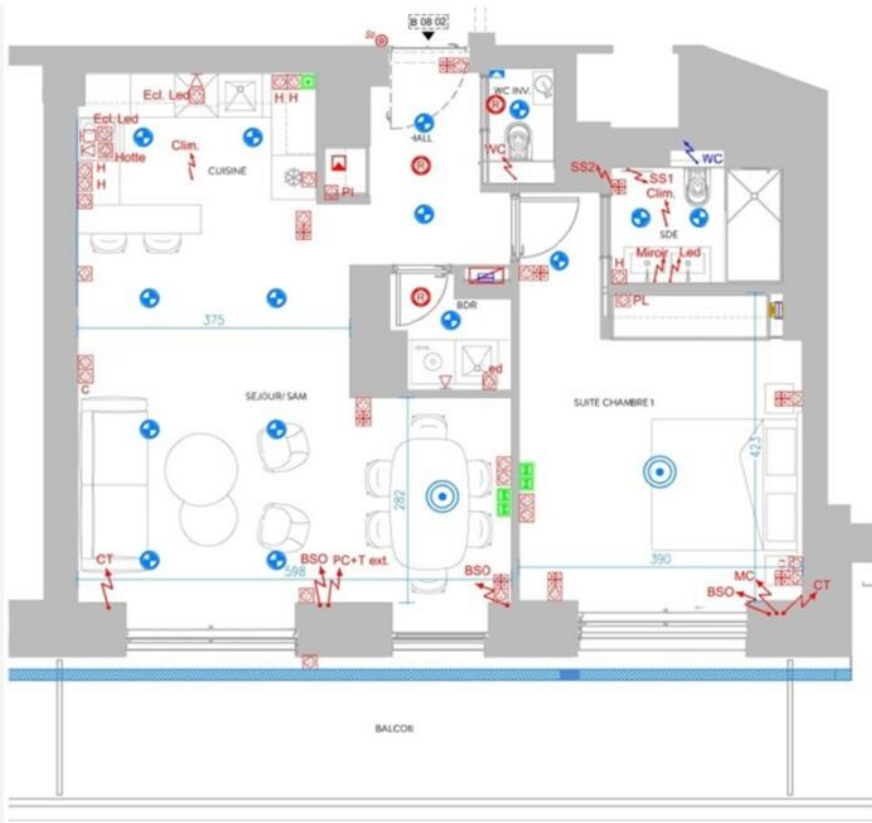 B 08 02
So
Ecl. Led
H H
WC INV.
R
HALL
Ecl. Led
Hotte
Clim.
CUISINE
R
WC
WC
H
H
PL
SS2
SS1
Clim.
SDE
Miroir Led
H
R
BDR
PL
375
ed
C
SEJOUR/ SAM
SUITE CHAMBRE 1
423
282
CT
BSO
PC+T ext.
BSO
598
390
MC
BSO
CT
BALCON